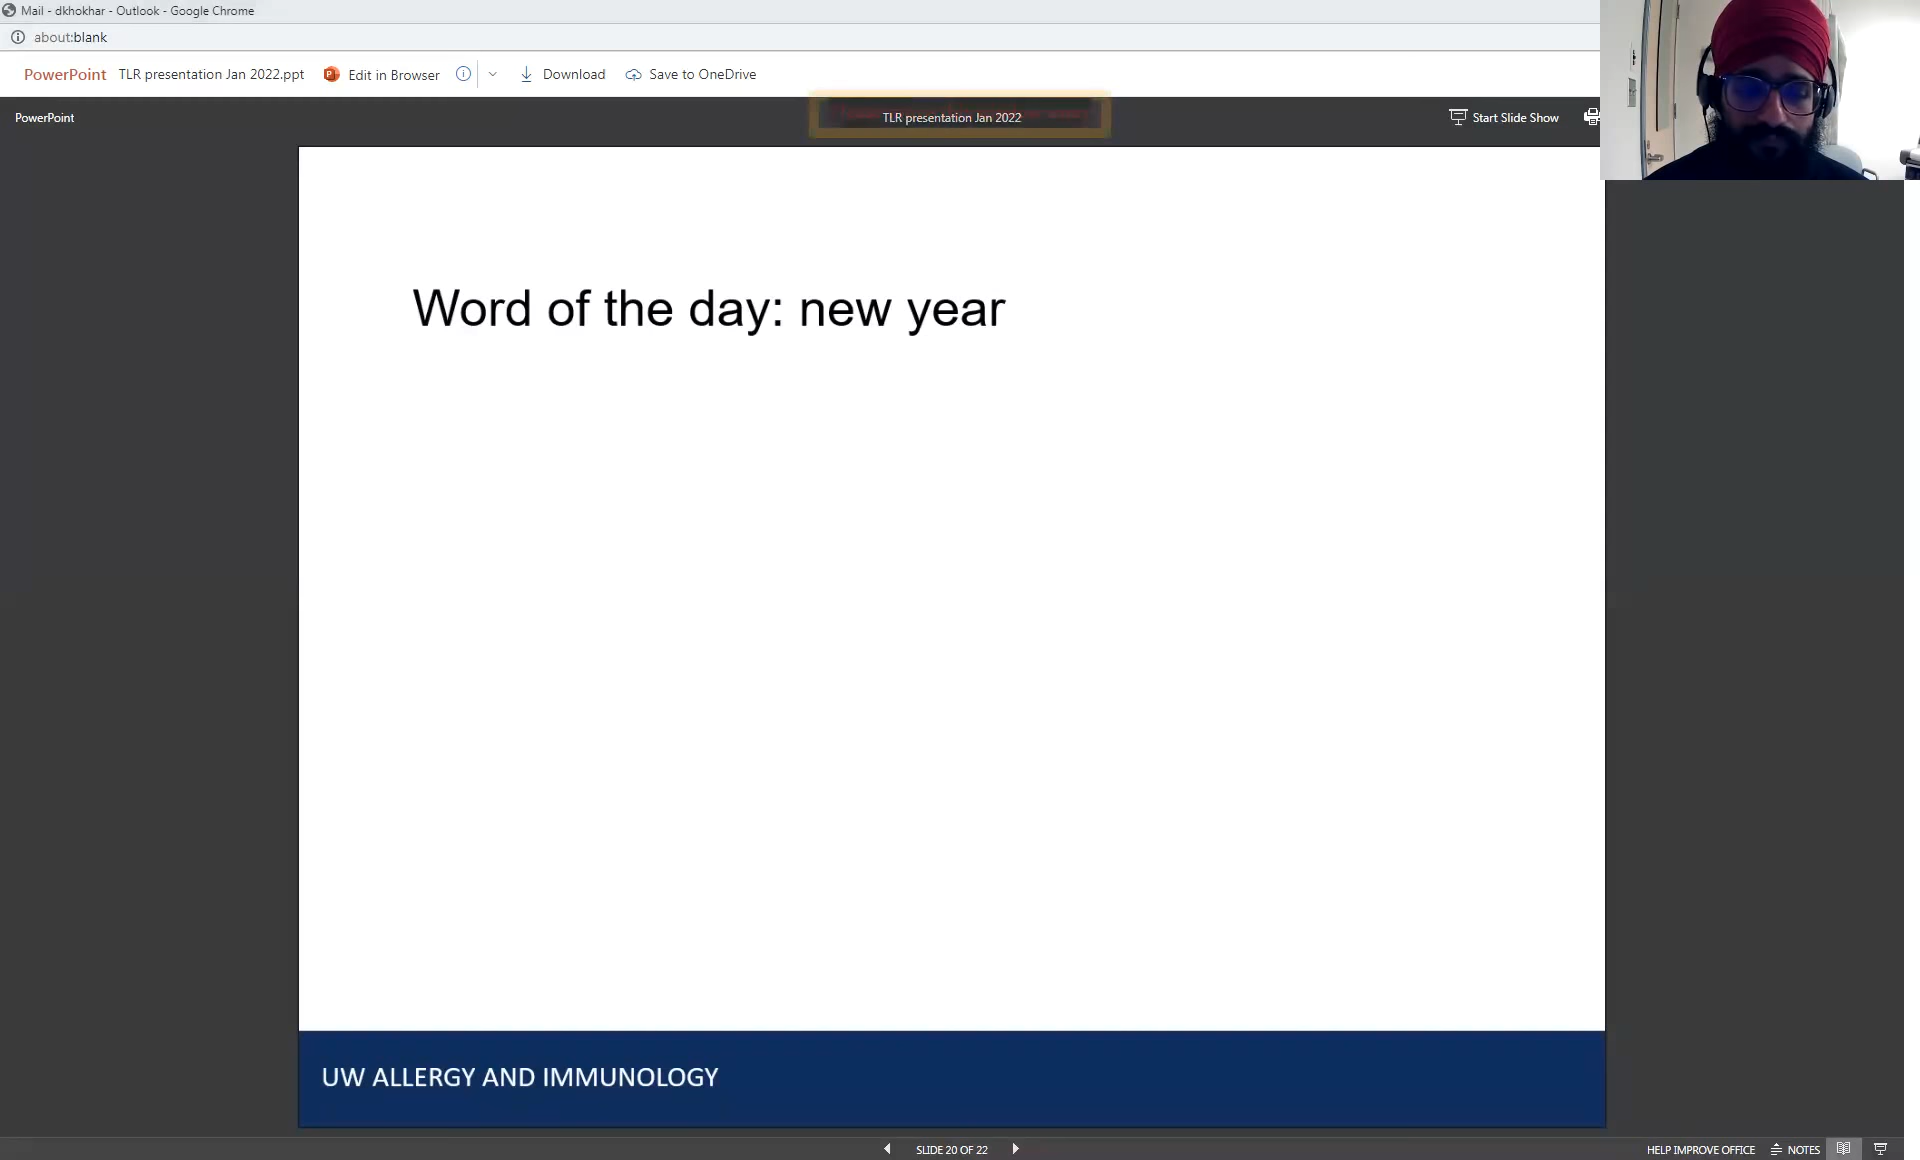 Mail - dkhokhar - Outlook - Google Chrome
about:blank
PowerPoint TLR presentation Jan 2022.ppt Edit in Browser Download Save to OneDrive
PowerPoint TLR presentation Jan 2022 Start Slide Show
Word of the day: new year
UW ALLERGY AND IMMUNOLOGY
SLIDE 20 OF 22 HELP IMPROVE OFFICE NOTES